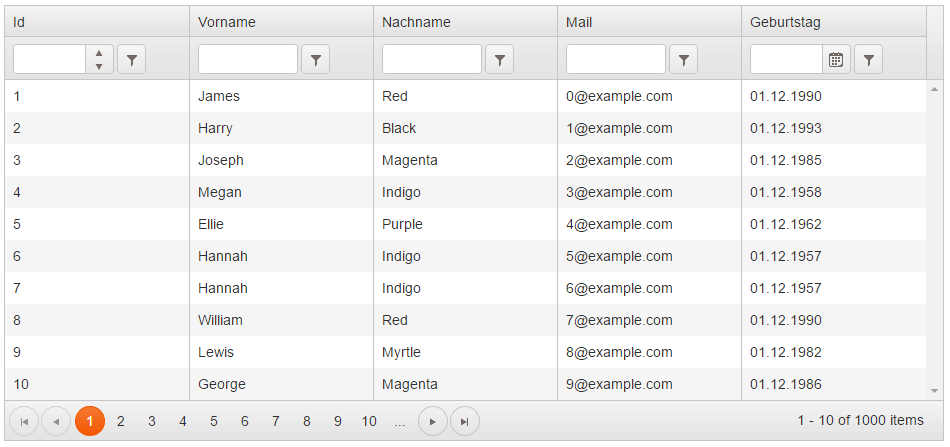 Id Vorname Nachname Mail Geburtstag
1 James Red 0@example.com 01.12.1990
2 Harry Black 1@example.com 01.12.1993
3 Joseph Magenta 2@example.com 01.12.1985
4 Megan Indigo 3@example.com 01.12.1958
5 Ellie Purple 4@example.com 01.12.1962
6 Hannah Indigo 5@example.com 01.12.1957
7 Hannah Indigo 6@example.com 01.12.1957
8 William Red 7@example.com 01.12.1990
9 Lewis Myrtle 8@example.com 01.12.1982
10 George Magenta 9@example.com 01.12.1986
1 2 3 4 5 6 7 8 9 10 ... 1 - 10 of 1000 items